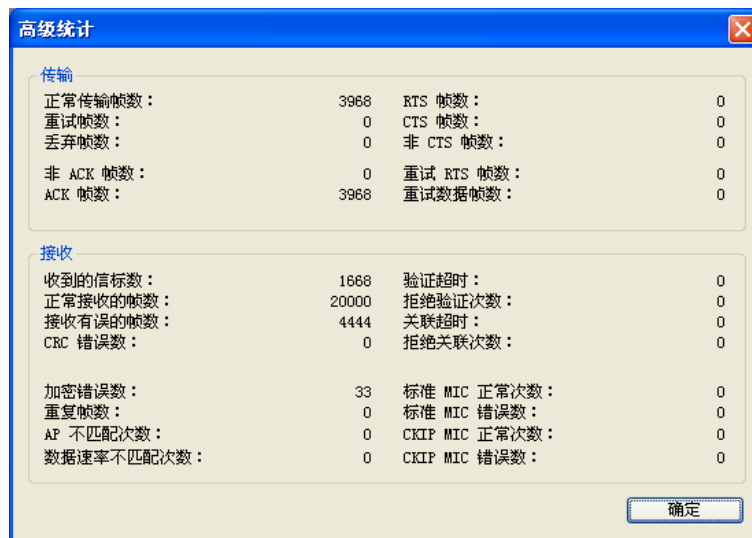 高级统计
传输
正常传输帧数： 3968 RTS 帧数： 0
重试帧数： 0 CTS 帧数： 0
丢弃帧数： 0 非 CTS 帧数： 0
非 ACK 帧数： 0 重试 RTS 帧数： 0
ACK 帧数： 3968 重试数据帧数： 0
接收
收到的信标数： 1668 验证超时： 0
正常接收的帧数： 20000 拒绝验证次数： 0
接收有误的帧数： 4444 关联超时： 0
CRC 错误数： 0 拒绝关联次数： 0
加密错误数： 33 标准 MIC 正常次数： 0
重复帧数： 0 标准 MIC 错误数： 0
AP 不匹配次数： 0 CKIP MIC 正常次数： 0
数据速率不匹配次数： 0 CKIP MIC 错误数： 0
确定